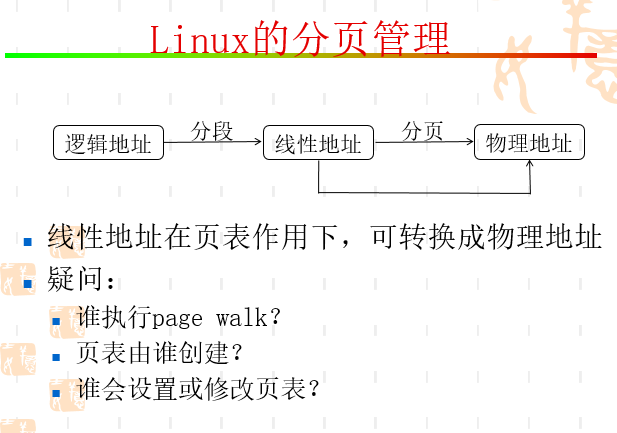 Linux的分页管理
逻辑地址 分段 线性地址 分页 物理地址
线性地址在页表作用下，可转换成物理地址
疑问：
谁执行page walk？
页表由谁创建？
谁会设置或修改页表？